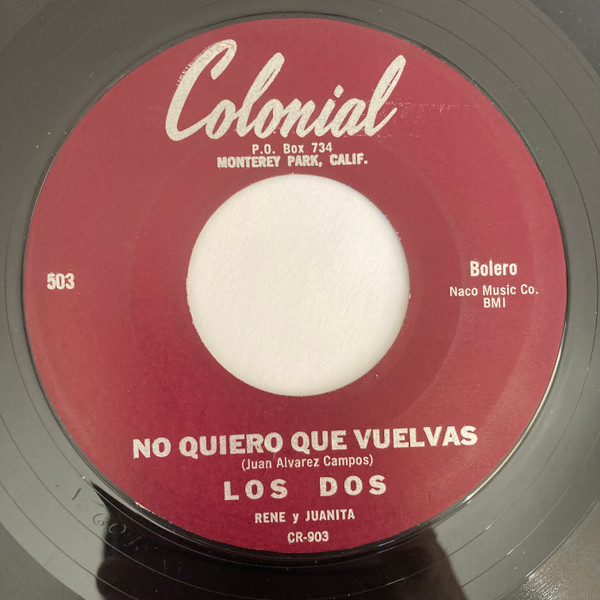 Colonial
P.O. Box 734
MONTEREY PARK, CALIF.
503
Bolero
Naco Music Co.
BMI
NO QUIERO QUE VUELVAS
(Juan Alvarez Campos)
LOS DOS
RENE y JUANITA
CR-903